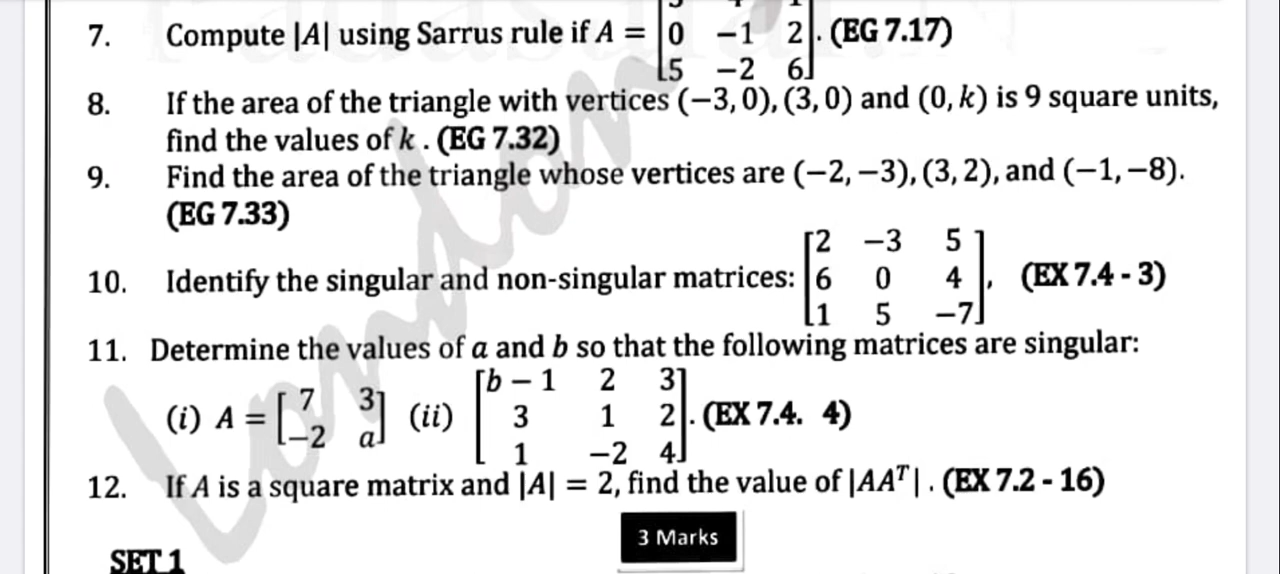 7. Compute |A| using Sarrus rule if A = [0 −1 2; 5 −2 6]. (EG 7.17)
8. If the area of the triangle with vertices (−3, 0), (3, 0) and (0, k) is 9 square units,
find the values of k . (EG 7.32)
9. Find the area of the triangle whose vertices are (−2, −3), (3, 2), and (−1, −8).
(EG 7.33)
10. Identify the singular and non-singular matrices: [2 −3 5; 6 0 4; 1 5 −7], (EX 7.4 - 3)
11. Determine the values of a and b so that the following matrices are singular:
(i) A = [7 3; −2 a] (ii) [b − 1 2 3; 3 1 2; 1 −2 4]. (EX 7.4. 4)
12. If A is a square matrix and |A| = 2, find the value of |AAᵀ| . (EX 7.2 - 16)
3 Marks
SET 1